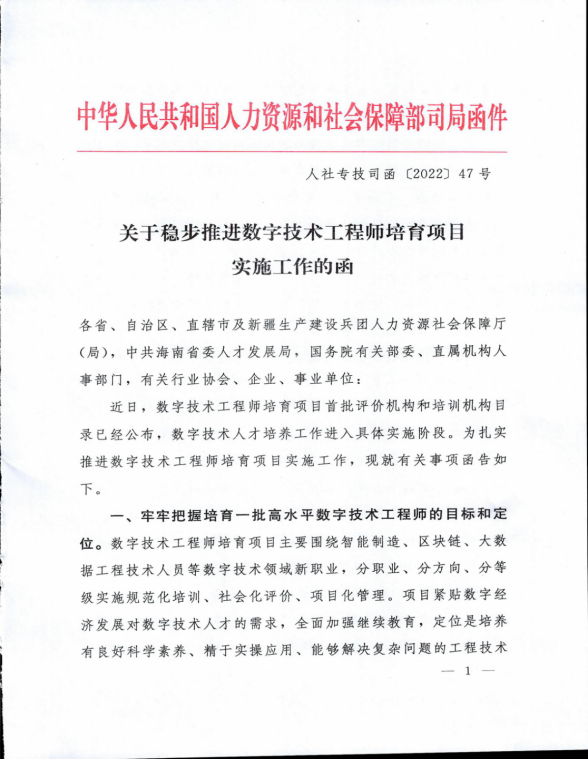 中华人民共和国人力资源和社会保障部司局函件
人社专技司函〔2022〕47 号
关于稳步推进数字技术工程师培育项目
实施工作的函
各省、自治区、直辖市及新疆生产建设兵团人力资源社会保障厅
（局），中共海南省委人才发展局，国务院有关部委、直属机构人
事部门，有关行业协会、企业、事业单位：
近日，数字技术工程师培育项目首批评价机构和培训机构目
录已经公布，数字技术人才培养工作进入具体实施阶段。为扎实
推进数字技术工程师培育项目实施工作，现就有关事项函告如
下。
一、牢牢把握培育一批高水平数字技术工程师的目标和定
位。数字技术工程师培育项目主要围绕智能制造、区块链、大数
据工程技术人员等数字技术领域新职业，分职业、分方向、分等
级实施规范化培训、社会化评价、项目化管理。项目紧贴数字经
济发展对数字技术人才的需求，全面加强继续教育，定位是培养
有良好科学素养、精于实操应用、能够解决复杂问题的工程技术
— 1 —